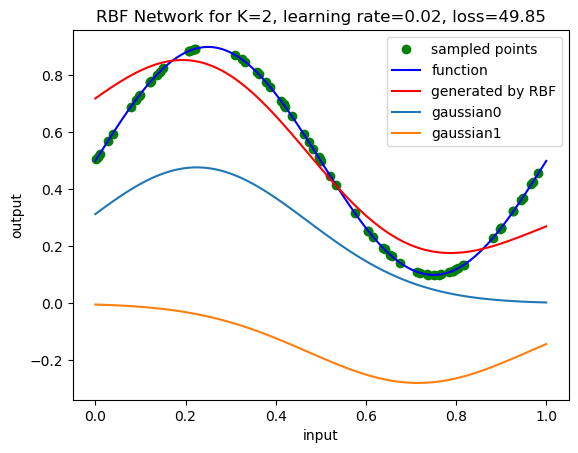 RBF Network for K=2, learning rate=0.02, loss=49.85
sampled points
function
generated by RBF
gaussian0
gaussian1
output
0.8
0.6
0.4
0.2
0.0
−0.2
0.0 0.2 0.4 0.6 0.8 1.0
input